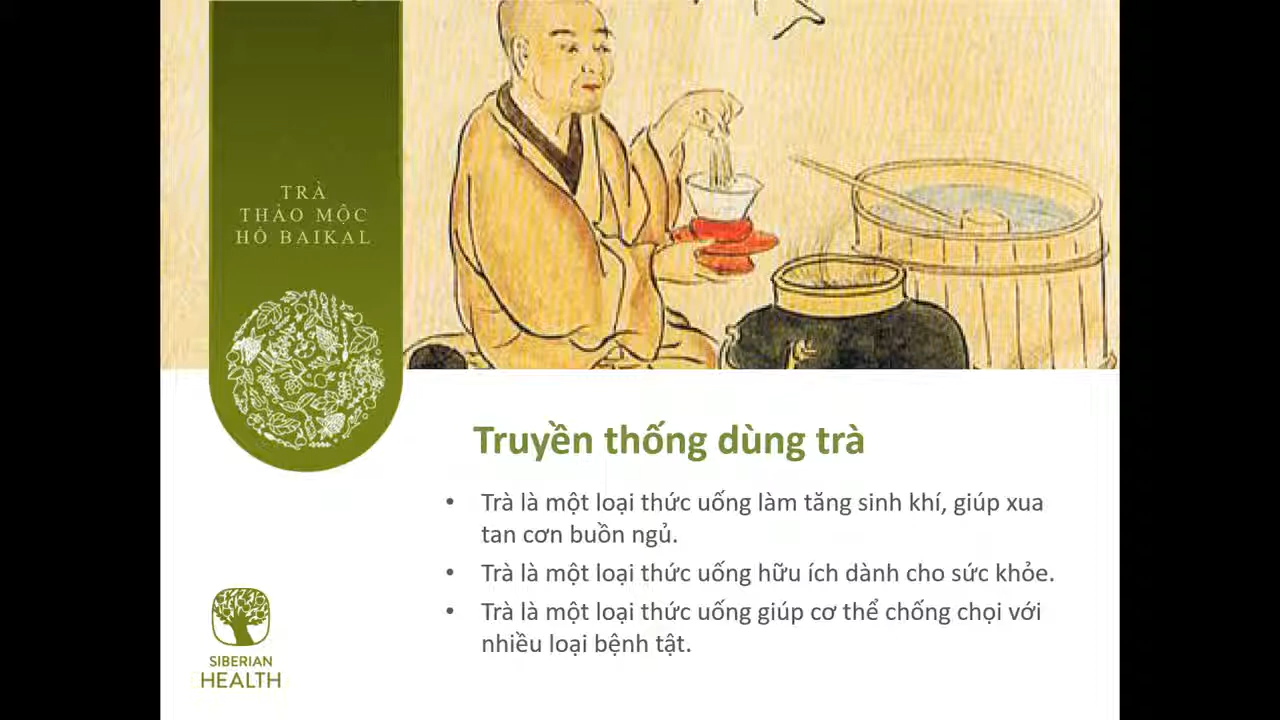 TRÀ
THẢO MỘC
HỒ BAIKAL
Truyền thống dùng trà
• Trà là một loại thức uống làm tăng sinh khí, giúp xua
tan cơn buồn ngủ.
• Trà là một loại thức uống hữu ích dành cho sức khỏe.
• Trà là một loại thức uống giúp cơ thể chống chọi với
nhiều loại bệnh tật.
SIBERIAN
HEALTH